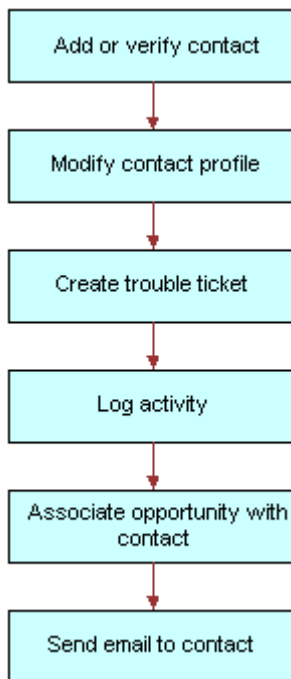 Add or verify contact
Modify contact profile
Create trouble ticket
Log activity
Associate opportunity with
contact
Send email to contact